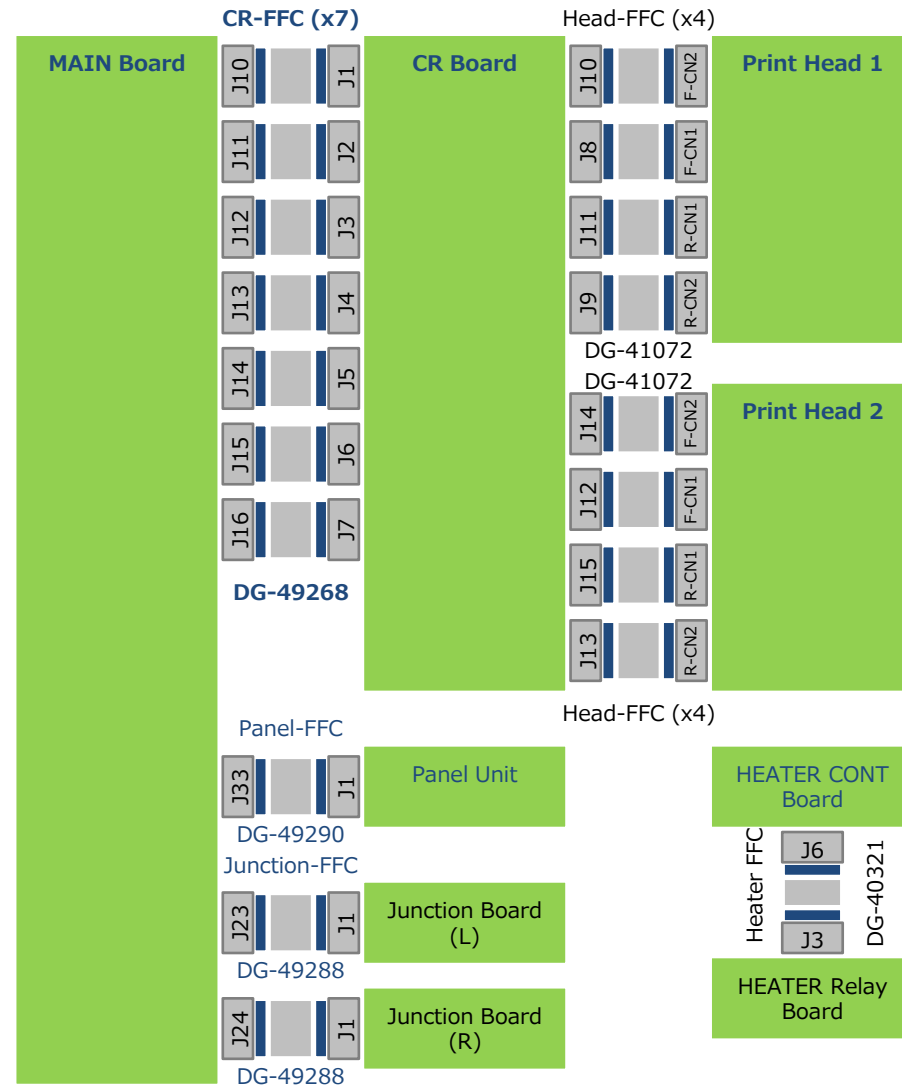 CR-FFC (x7)
Head-FFC (x4)
MAIN Board
J10
J1
CR Board
J10
F-CN2
Print Head 1
J11
J2
J8
F-CN1
J12
J3
J11
R-CN1
J13
J4
J9
R-CN2
DG-41072
J14
J5
DG-41072
J14
F-CN2
Print Head 2
J15
J6
J12
F-CN1
J16
J7
J15
R-CN1
DG-49268
J13
R-CN2
Head-FFC (x4)
Panel-FFC
J33
J1
Panel Unit
DG-49290
HEATER CONT
Board
Heater FFC
J6
J3
DG-40321
HEATER Relay
Board
Junction-FFC
J23
J1
Junction Board
(L)
DG-49288
J24
J1
Junction Board
(R)
DG-49288